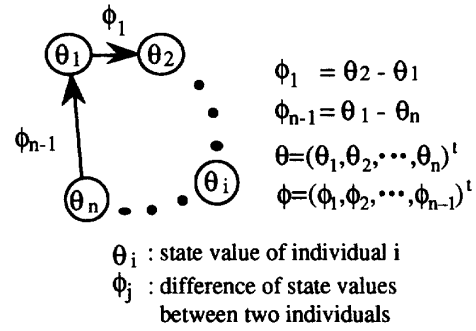 ϕ1
θ1 θ2
ϕn-1
θn θi
ϕ1 = θ2 - θ1
ϕn-1 = θ1 - θn
θ=(θ1,θ2,···,θn)^t
ϕ=(ϕ1,ϕ2,···,ϕn-1)^t
θi : state value of individual i
ϕj : difference of state values
between two individuals